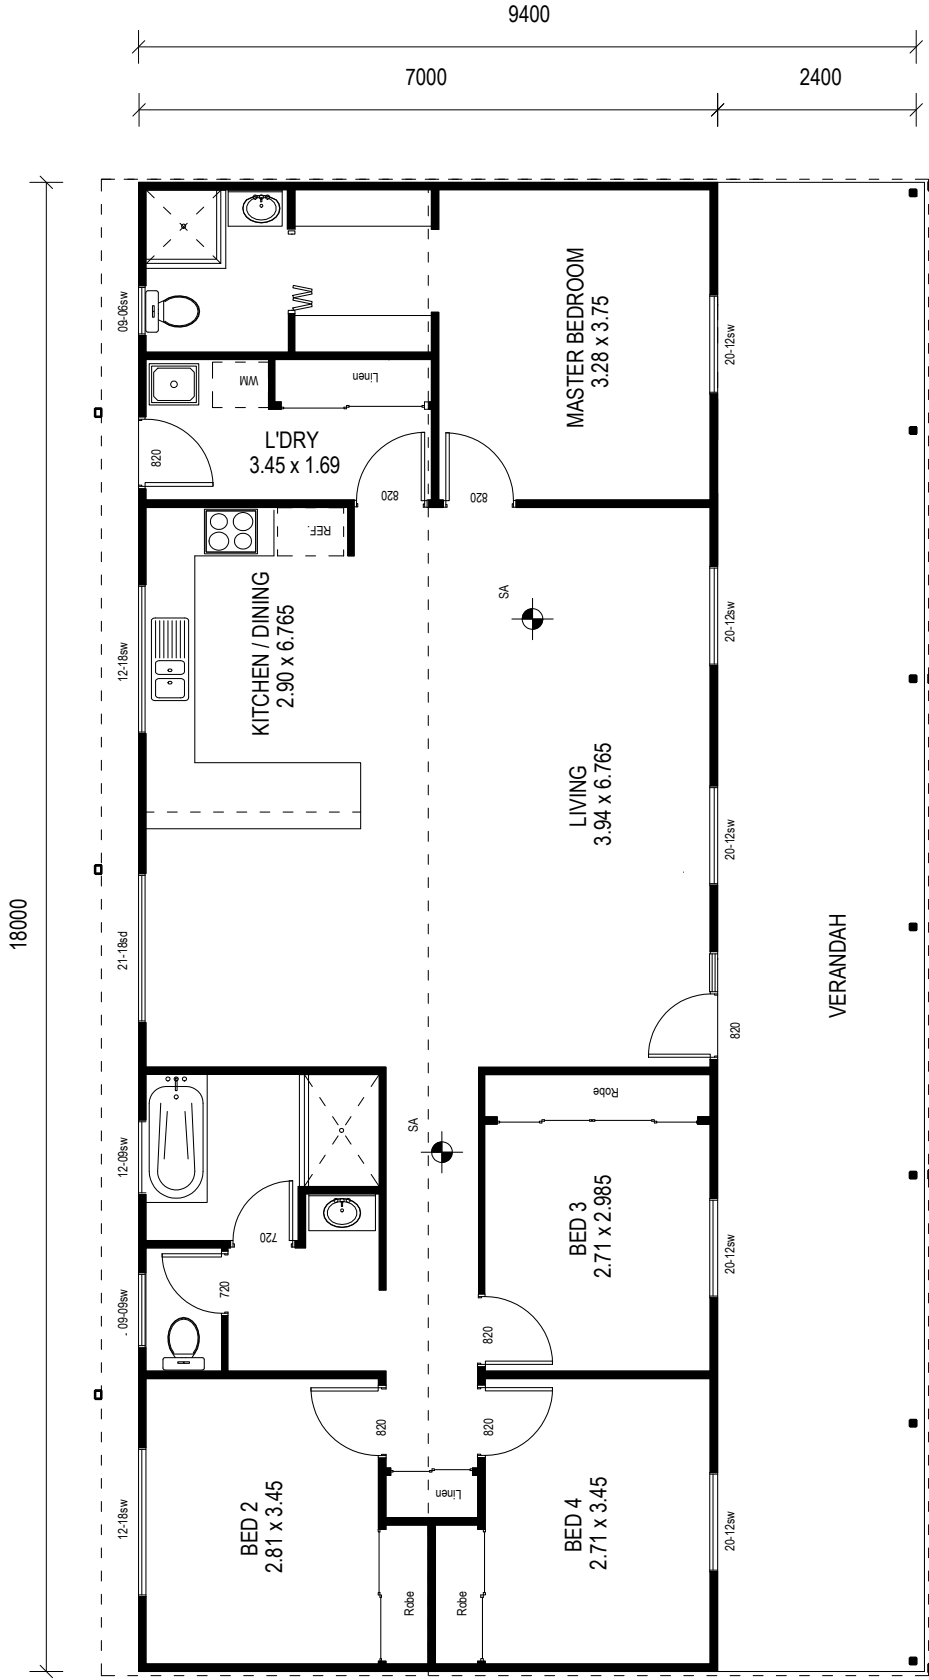 9400
7000
2400
18000
09-06sw
MASTER BEDROOM
3.28 x 3.75
20-12sw
WM
Linen
L'DRY
3.45 x 1.69
820
820
820
REF.
KITCHEN / DINING
2.90 x 6.765
12-18sw
SA
20-12sw
LIVING
3.94 x 6.765
20-12sw
21-18sd
VERANDAH
820
Robe
SA
12-09sw
720
BED 3
2.71 x 2.985
20-12sw
720
- 09-09sw
820
820
820
Linen
BED 2
2.81 x 3.45
12-18sw
BED 4
2.71 x 3.45
20-12sw
Robe
Robe